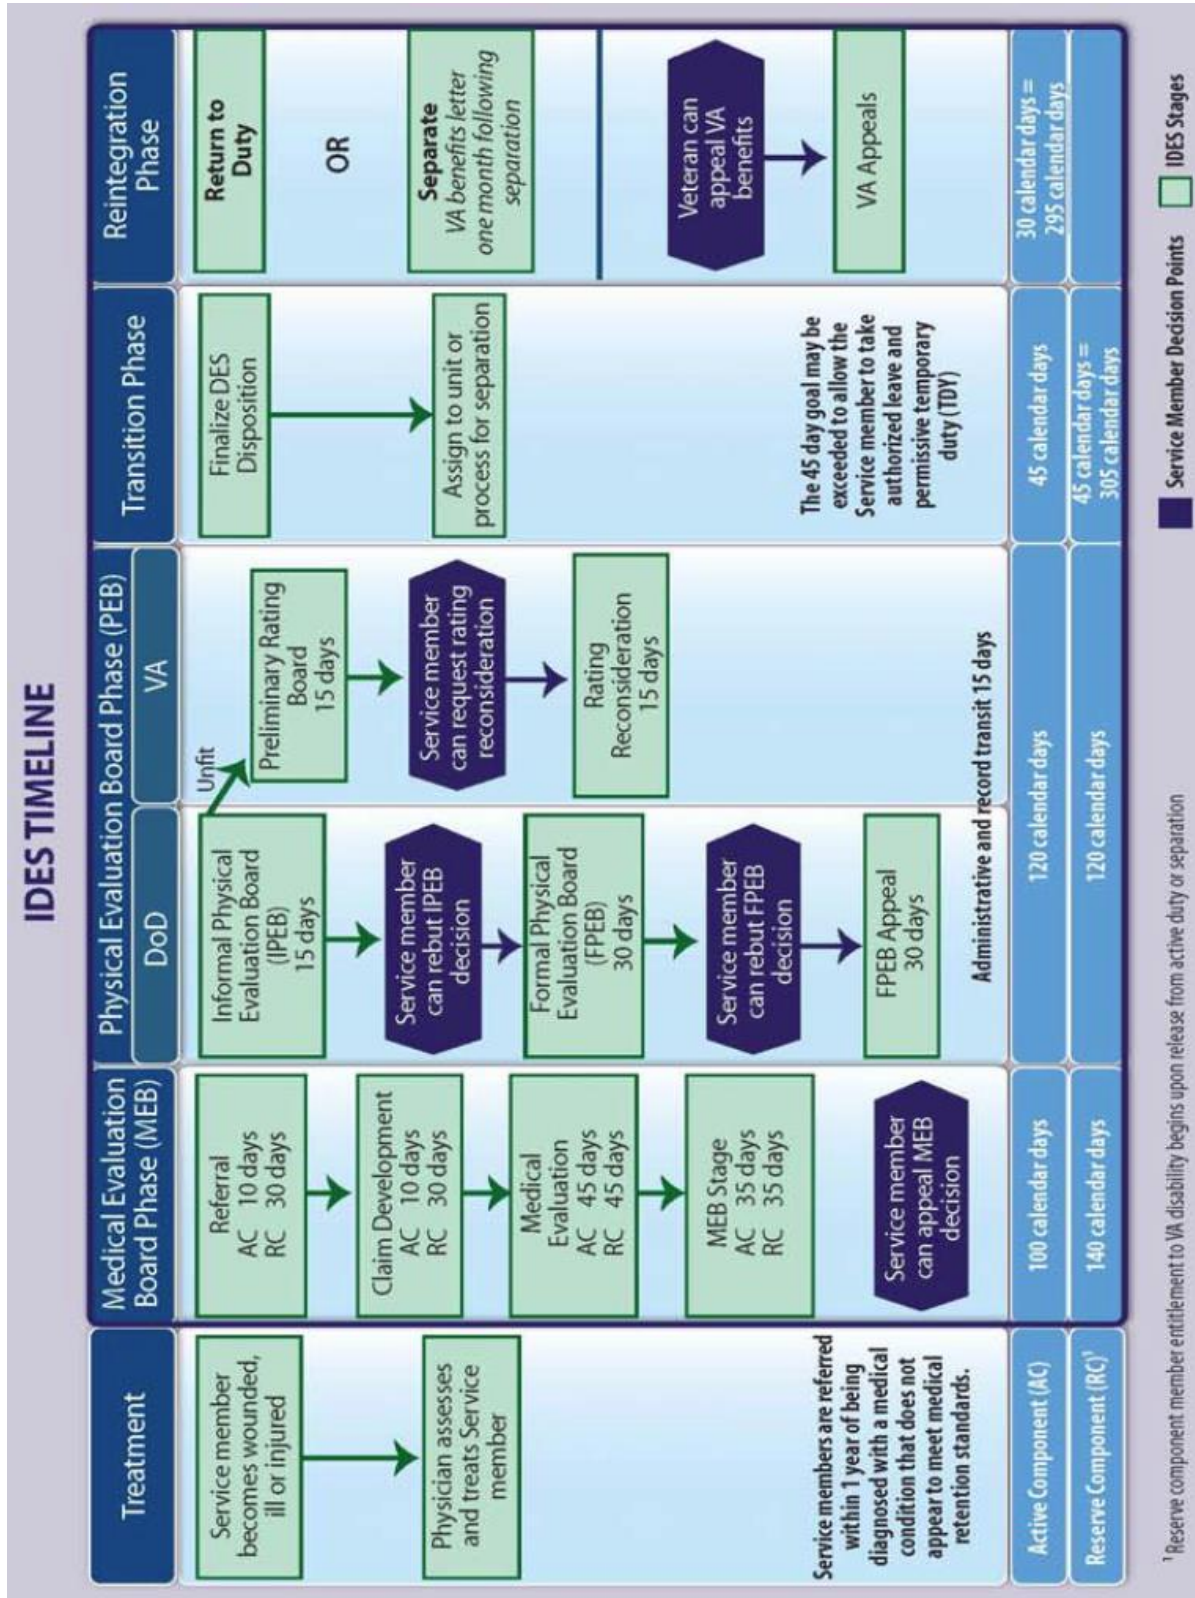 IDES TIMELINE
Treatment
Service member
becomes wounded,
ill or injured
Physician assesses
and treats Service
member
Service members are referred
within 1 year of being
diagnosed with a medical
condition that does not
appear to meet medical
retention standards.
Medical Evaluation
Board Phase (MEB)
Referral
AC 10 days
RC 30 days
Claim Development
AC 10 days
RC 30 days
Medical
Evaluation
AC 45 days
RC 45 days
MEB Stage
AC 35 days
RC 35 days
Service member
can appeal MEB
decision
Physical Evaluation Board Phase (PEB)
DoD
Informal Physical
Evaluation Board
(IPEB)
15 days
Service member
can rebut IPEB
decision
Formal Physical
Evaluation Board
(FPEB)
30 days
Service member
can rebut FPEB
decision
FPEB Appeal
30 days
VA
Unfit
Preliminary Rating
Board
15 days
Service member
can request rating
reconsideration
Rating
Reconsideration
15 days
Administrative and record transit 15 days
Transition Phase
Finalize DES
Disposition
Assign to unit or
process for separation
The 45 day goal may be
exceeded to allow the
Service member to take
authorized leave and
permissive temporary
duty (TDY)
Reintegration
Phase
Return to
Duty
OR
Separate
VA benefits letter
one month following
separation
Veteran can
appeal VA
benefits
VA Appeals
Active Component (AC)
100 calendar days
120 calendar days
45 calendar days
30 calendar days =
295 calendar days
Reserve Component (RC)¹
140 calendar days
120 calendar days
45 calendar days =
305 calendar days
¹ Reserve component member entitlement to VA disability begins upon release from active duty or separation
Service Member Decision Points
IDES Stages